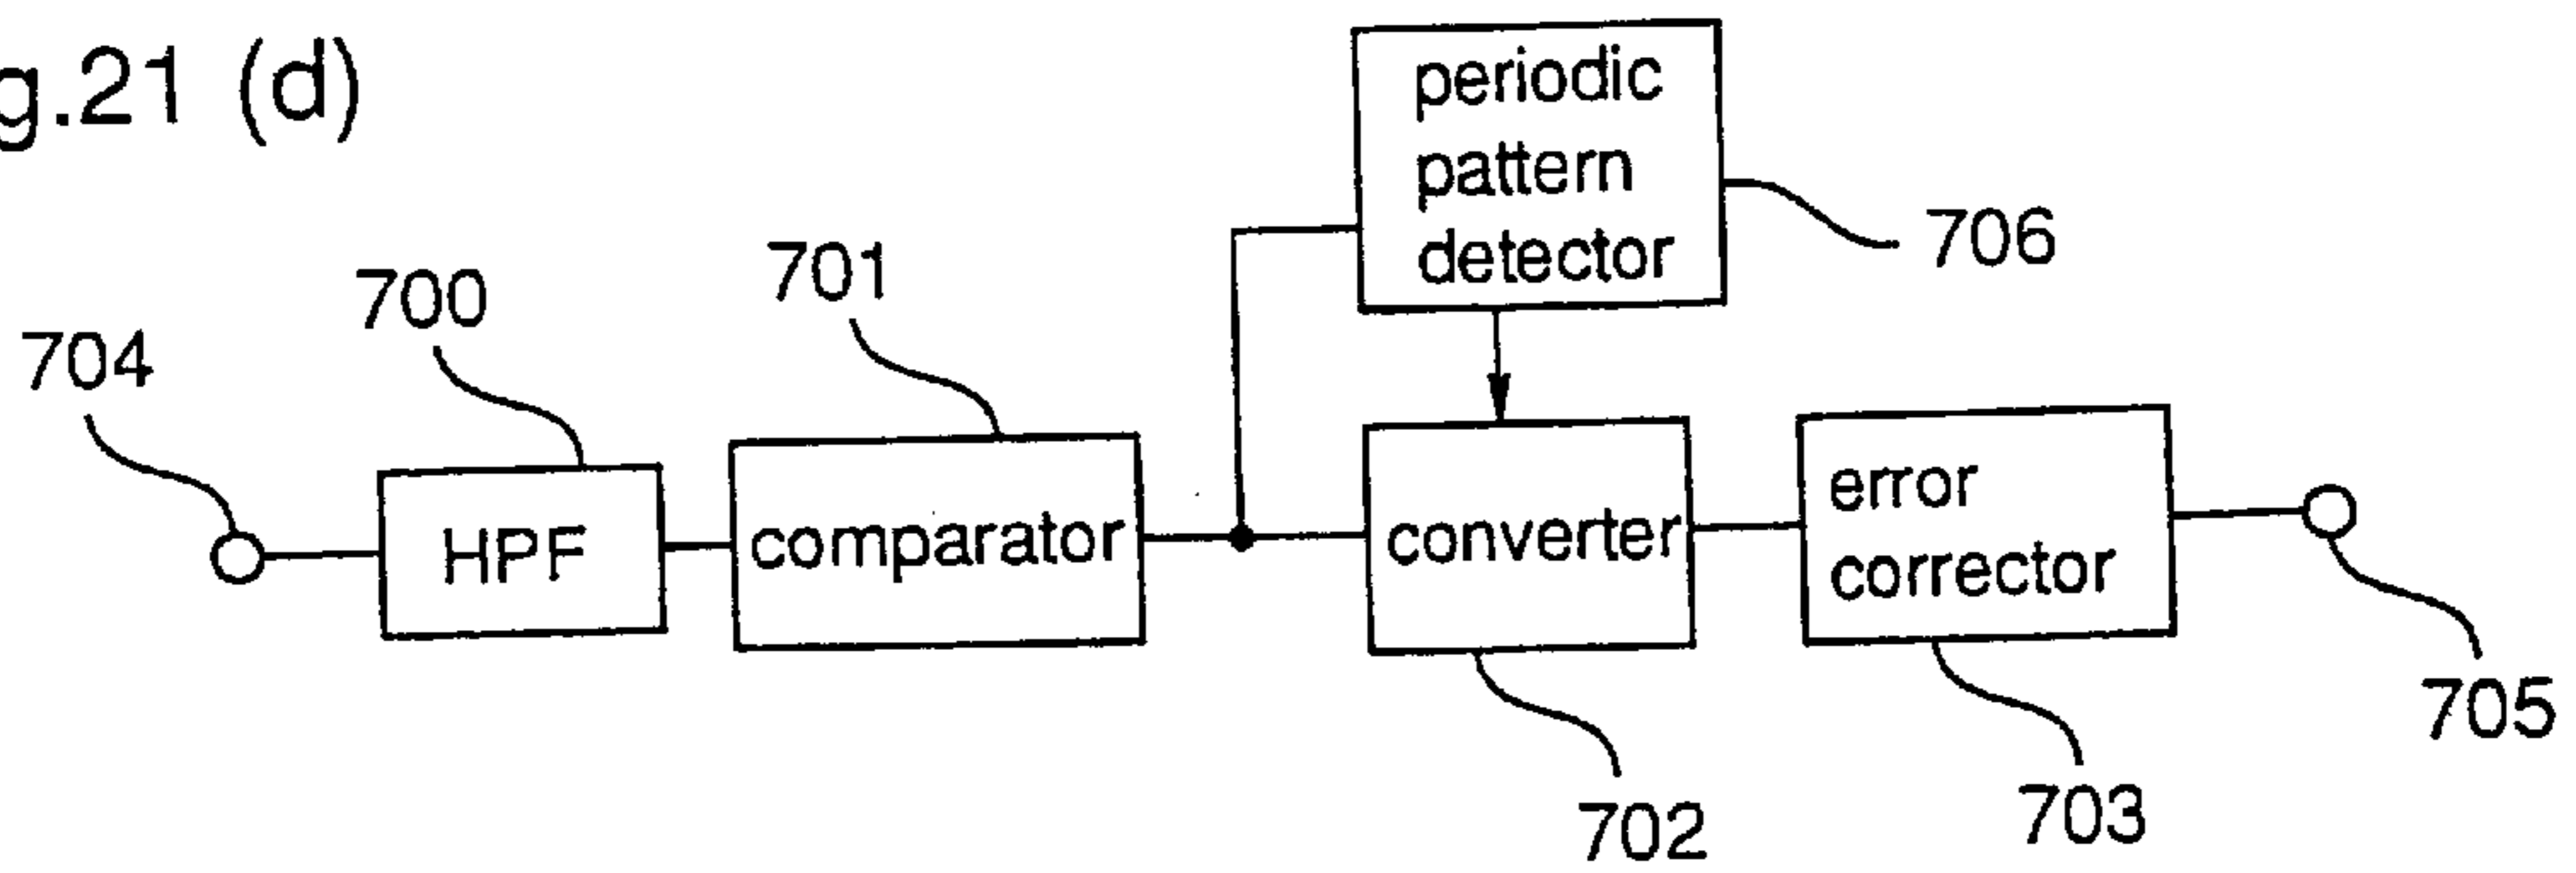 g.21 (d)
periodic
pattern
detector
706
701
700
704
HPF
comparator
converter
error
corrector
705
702
703